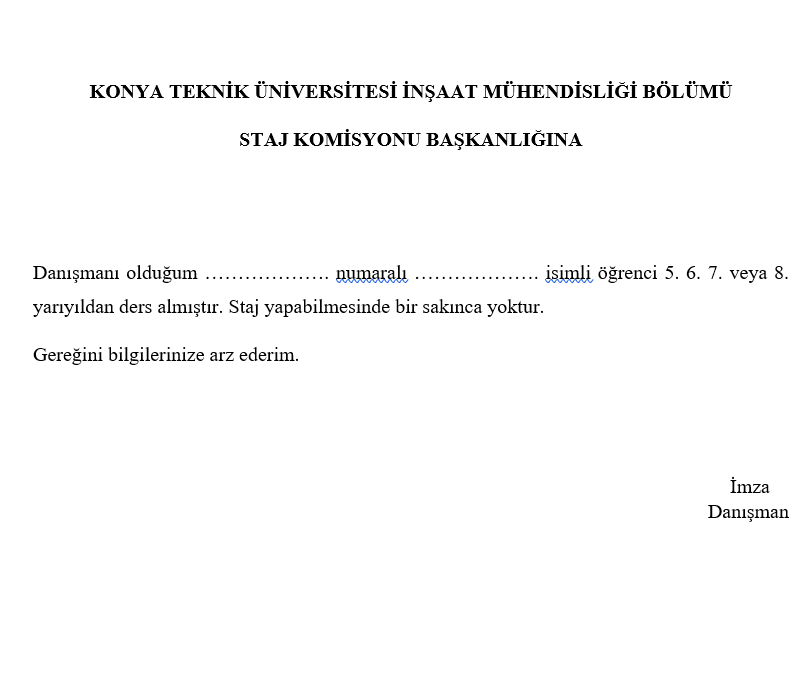 KONYA TEKNİK ÜNİVERSİTESİ İNŞAAT MÜHENDİSLİĞİ BÖLÜMÜ
STAJ KOMİSYONU BAŞKANLIĞINA
Danışmanı olduğum ………………. numaralı ………………. isimli öğrenci 5. 6. 7. veya 8.
yarıyıldan ders almıştır. Staj yapabilmesinde bir sakınca yoktur.
Gereğini bilgilerinize arz ederim.
İmza
Danışman